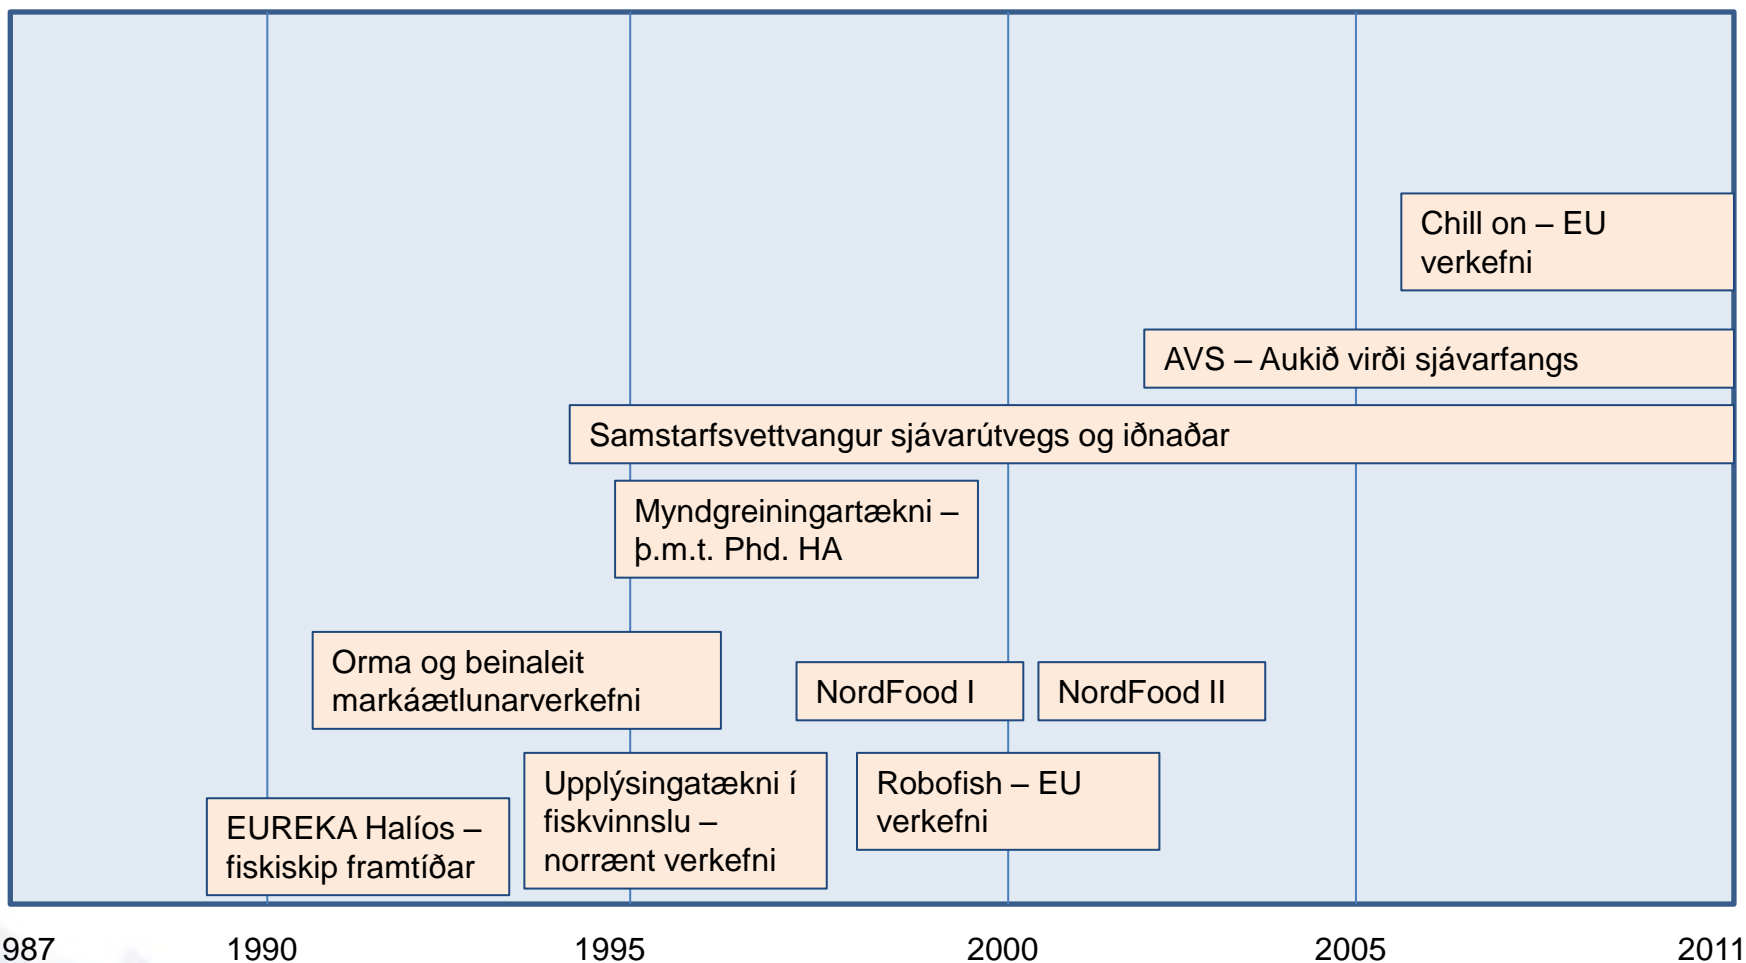 Chill on – EU
verkefni
AVS – Aukið virði sjávarfangs
Samstarfsvettvangur sjávarútvegs og iðnaðar
Myndgreiningartækni –
þ.m.t. Phd. HA
Orma og beinaleit
markáætlunarverkefni
NordFood I
NordFood II
Upplýsingatækni í
fiskvinnslu –
norrænt verkefni
Robofish – EU
verkefni
EUREKA Halíos –
fiskiskip framtíðar
987 1990 1995 2000 2005 2011